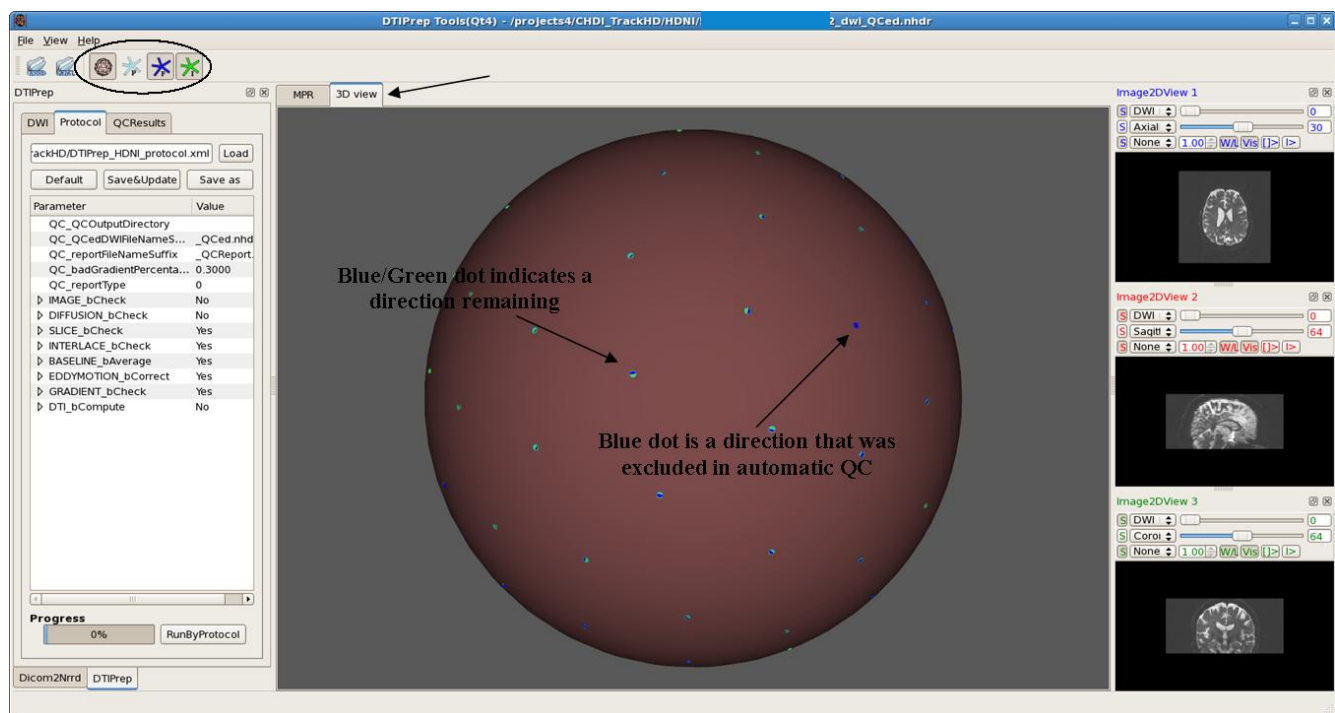 DTIPrep Tools(Qt4) - /projects4/CHDI_TrackHD/HDNI/ 2_dwi_QCed.nhdr
File View Help
DTIPrep
MPR
3D view
Image2DView 1
DWI Protocol QCResults
S DWI 0
S Axial 30
S None 1.00 W/L Vis []> I>
rackHD/DTIPrep_HDNI_protocol.xml Load
Default Save&Update Save as
Parameter Value
QC_QCOutputDirectory
QC_QCedDWIFileNameS... _QCed.nhd
QC_reportFileNameSuffix _QCReport.
QC_badGradientPercenta... 0.3000
QC_reportType 0
IMAGE_bCheck No
DIFFUSION_bCheck No
SLICE_bCheck Yes
INTERLACE_bCheck Yes
BASELINE_bAverage Yes
EDDYMOTION_bCorrect Yes
GRADIENT_bCheck Yes
DTI_bCompute No
Blue/Green dot indicates a
direction remaining
Blue dot is a direction that was
excluded in automatic QC
Image2DView 2
S DWI 0
S Sagitt 64
S None 1.00 W/L Vis []> I>
Image2DView 3
S DWI 0
S Coroi 64
S None 1.00 W/L Vis []> I>
Progress
0% RunByProtocol
Dicom2Nrrd DTIPrep